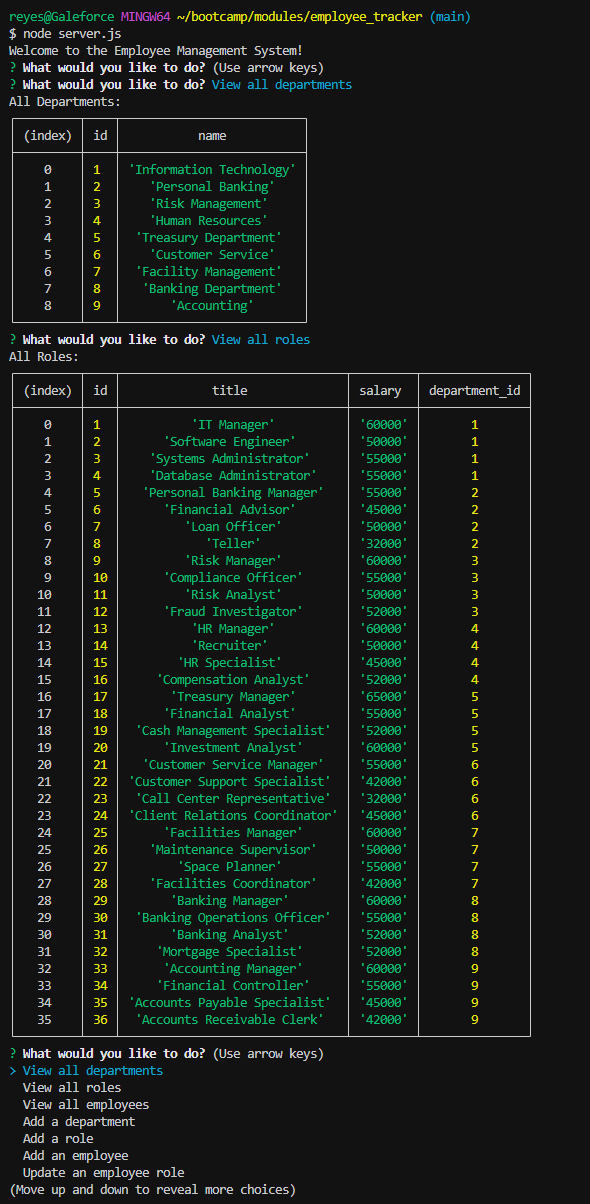 reyes@Galeforce MINGW64 ~/bootcamp/modules/employee_tracker (main)
$ node server.js
Welcome to the Employee Management System!
? What would you like to do? (Use arrow keys)
? What would you like to do? View all departments
All Departments:
(index) id name
0 1 'Information Technology'
1 2 'Personal Banking'
2 3 'Risk Management'
3 4 'Human Resources'
4 5 'Treasury Department'
5 6 'Customer Service'
6 7 'Facility Management'
7 8 'Banking Department'
8 9 'Accounting'
? What would you like to do? View all roles
All Roles:
(index) id title salary department_id
0 1 'IT Manager' '60000' 1
1 2 'Software Engineer' '50000' 1
2 3 'Systems Administrator' '55000' 1
3 4 'Database Administrator' '55000' 1
4 5 'Personal Banking Manager' '55000' 2
5 6 'Financial Advisor' '45000' 2
6 7 'Loan Officer' '50000' 2
7 8 'Teller' '32000' 2
8 9 'Risk Manager' '60000' 3
9 10 'Compliance Officer' '55000' 3
10 11 'Risk Analyst' '50000' 3
11 12 'Fraud Investigator' '52000' 3
12 13 'HR Manager' '60000' 4
13 14 'Recruiter' '50000' 4
14 15 'HR Specialist' '45000' 4
15 16 'Compensation Analyst' '52000' 4
16 17 'Treasury Manager' '65000' 5
17 18 'Financial Analyst' '55000' 5
18 19 'Cash Management Specialist' '52000' 5
19 20 'Investment Analyst' '60000' 5
20 21 'Customer Service Manager' '55000' 6
21 22 'Customer Support Specialist' '42000' 6
22 23 'Call Center Representative' '32000' 6
23 24 'Client Relations Coordinator' '45000' 6
24 25 'Facilities Manager' '60000' 7
25 26 'Maintenance Supervisor' '50000' 7
26 27 'Space Planner' '55000' 7
27 28 'Facilities Coordinator' '42000' 7
28 29 'Banking Manager' '60000' 8
29 30 'Banking Operations Officer' '55000' 8
30 31 'Banking Analyst' '52000' 8
31 32 'Mortgage Specialist' '52000' 8
32 33 'Accounting Manager' '60000' 9
33 34 'Financial Controller' '55000' 9
34 35 'Accounts Payable Specialist' '45000' 9
35 36 'Accounts Receivable Clerk' '42000' 9
? What would you like to do? (Use arrow keys)
> View all departments
View all roles
View all employees
Add a department
Add a role
Add an employee
Update an employee role
(Move up and down to reveal more choices)